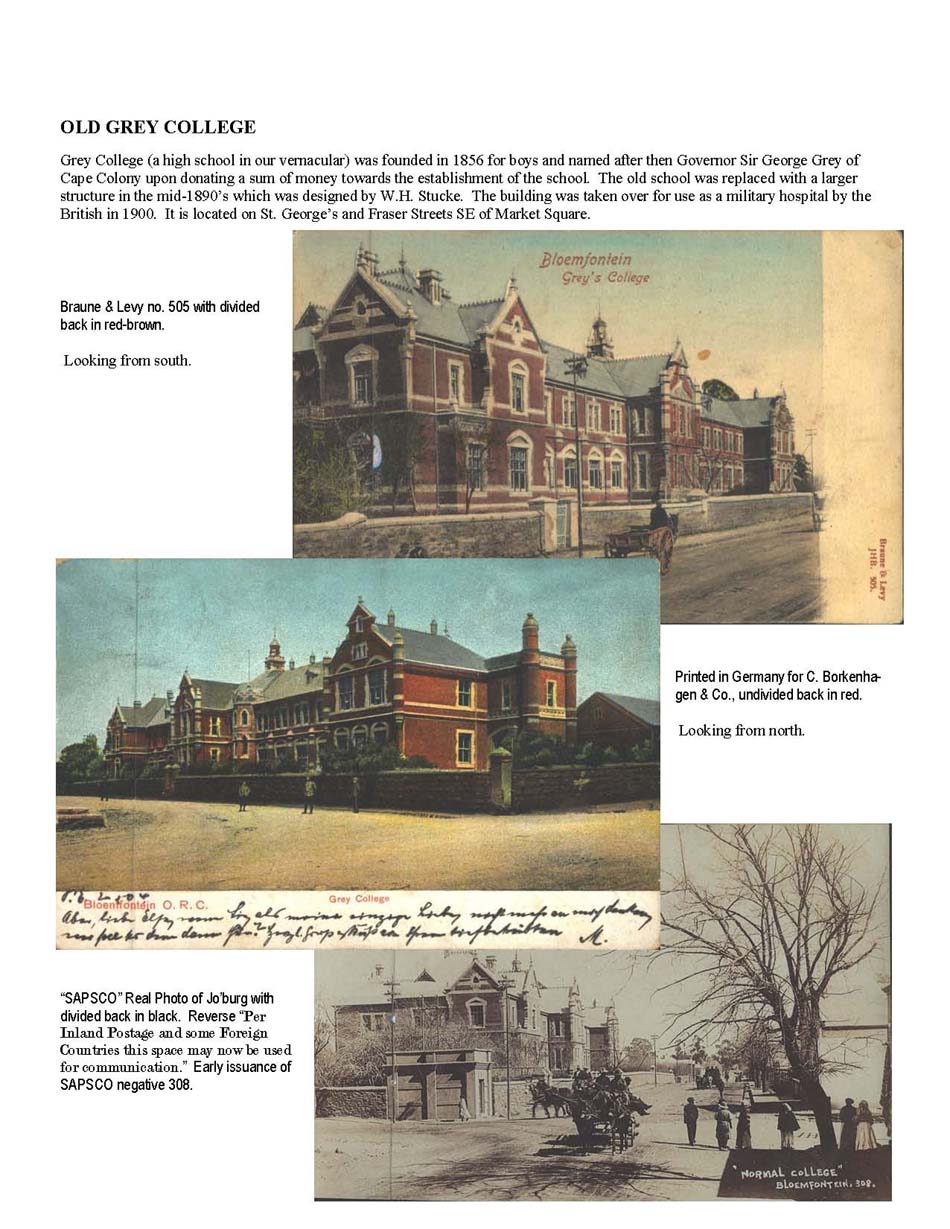 OLD GREY COLLEGE
Grey College (a high school in our vernacular) was founded in 1856 for boys and named after then Governor Sir George Grey of
Cape Colony upon donating a sum of money towards the establishment of the school.  The old school was replaced with a larger
structure in the mid-1890’s which was designed by W.H. Stucke.  The building was taken over for use as a military hospital by the
British in 1900.  It is located on St. George’s and Fraser Streets SE of Market Square.
Bloemfontein
Grey's College
Braune & Levy no. 505 with divided
back in red-brown.
Looking from south.
Braune & Levy
JHB. 505.
Printed in Germany for C. Borkenha-
gen & Co., undivided back in red.
Looking from north.
Bloemfontein O. R. C.
Grey College
M.
“SAPSCO” Real Photo of Jo’burg with
divided back in black.  Reverse “Per
Inland Postage and some Foreign
Countries this space may now be used
for communication.”  Early issuance of
SAPSCO negative 308.
"NORMAL COLLEGE"
BLOEMFONTEIN. 308.